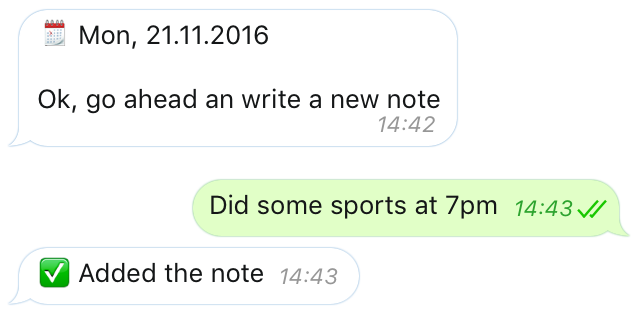 Mon, 21.11.2016
Ok, go ahead an write a new note
14:42
Did some sports at 7pm 14:43
Added the note 14:43